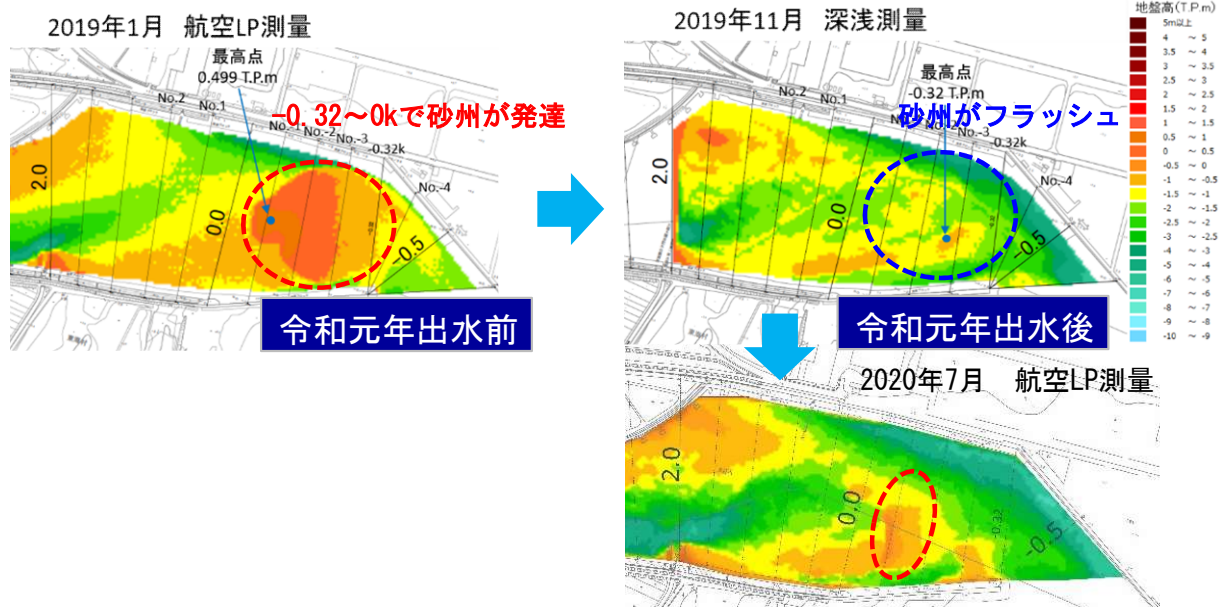 2019年1月 航空LP測量
最高点
0.499 T.P.m
No.2
No.1
-0.32～0kで砂州が発達
No.-1
No.-2
No.-3
-0.32k
No.-4
2.0
0.0
-0.5
令和元年出水前
2019年11月 深浅測量
最高点
-0.32 T.P.m
砂州がフラッシュ
No.-2
No.-3
-0.32k
No.-4
2.0
0.0
-0.5
令和元年出水後
2020年7月 航空LP測量
2.0
0.0
-0.32
-0.5
地盤高(T.P.m)
5m以上
4 ～ 5
3.5 ～ 4
3 ～ 3.5
2.5 ～ 3
2 ～ 2.5
1.5 ～ 2
1 ～ 1.5
0.5 ～ 1
0 ～ 0.5
-0.5 ～ 0
-1 ～ -0.5
-1.5 ～ -1
-2 ～ -1.5
-2.5 ～ -2
-3 ～ -2.5
-4 ～ -3
-5 ～ -4
-6 ～ -5
-7 ～ -6
-8 ～ -7
-9 ～ -8
-10 ～ -9